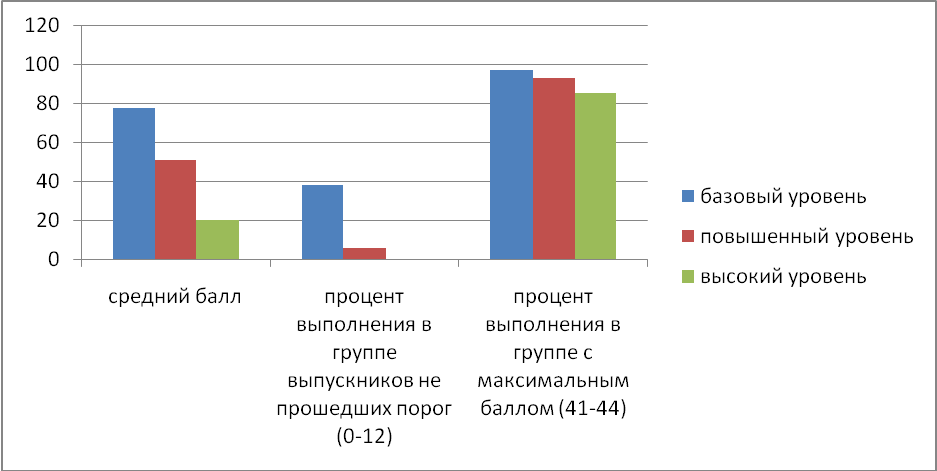 120
100
80
60
40
20
0
средний балл
процент
выполнения в
группе
выпускников не
прошедших порог
(0-12)
процент
выполнения в
группе с
максимальным
баллом (41-44)
базовый уровень
повышенный уровень
высокий уровень